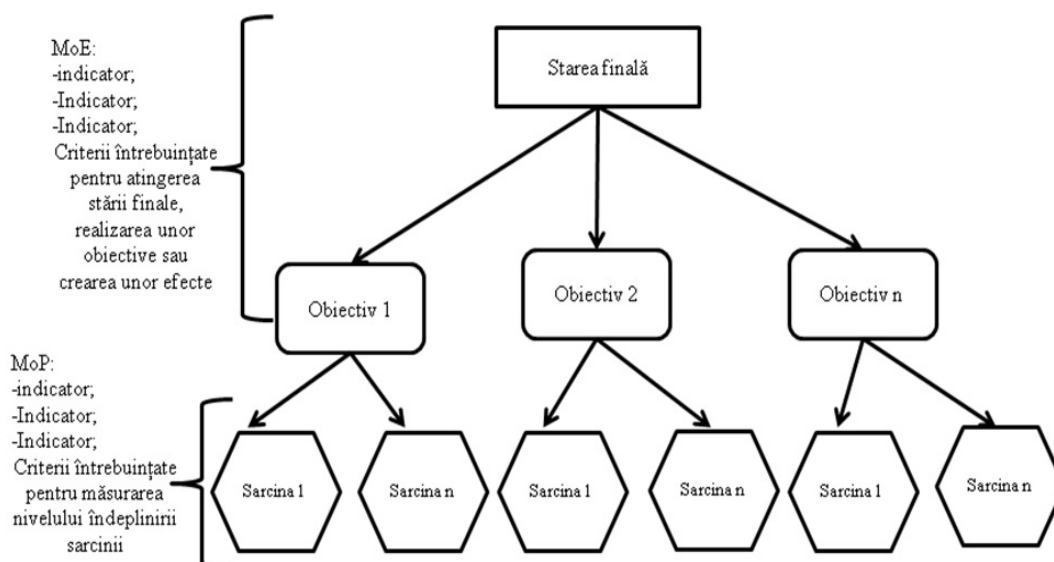 MoE:
-indicator;
-Indicator;
-Indicator;
Criterii întrebuințate
pentru atingerea
stării finale,
realizarea unor
obiective sau
crearea unor efecte
Starea finală
Obiectiv 1
Obiectiv 2
Obiectiv n
MoP:
-indicator;
-Indicator;
-Indicator;
Criterii întrebuințate
pentru măsurarea
nivelului îndeplinirii
sarcinii
Sarcina 1
Sarcina n
Sarcina 1
Sarcina n
Sarcina 1
Sarcina n